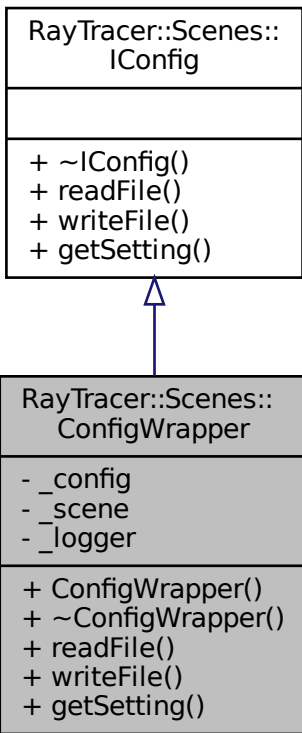 RayTracer::Scenes::
IConfig
+ ~IConfig()
+ readFile()
+ writeFile()
+ getSetting()
RayTracer::Scenes::
ConfigWrapper
- _config
- _scene
- _logger
+ ConfigWrapper()
+ ~ConfigWrapper()
+ readFile()
+ writeFile()
+ getSetting()